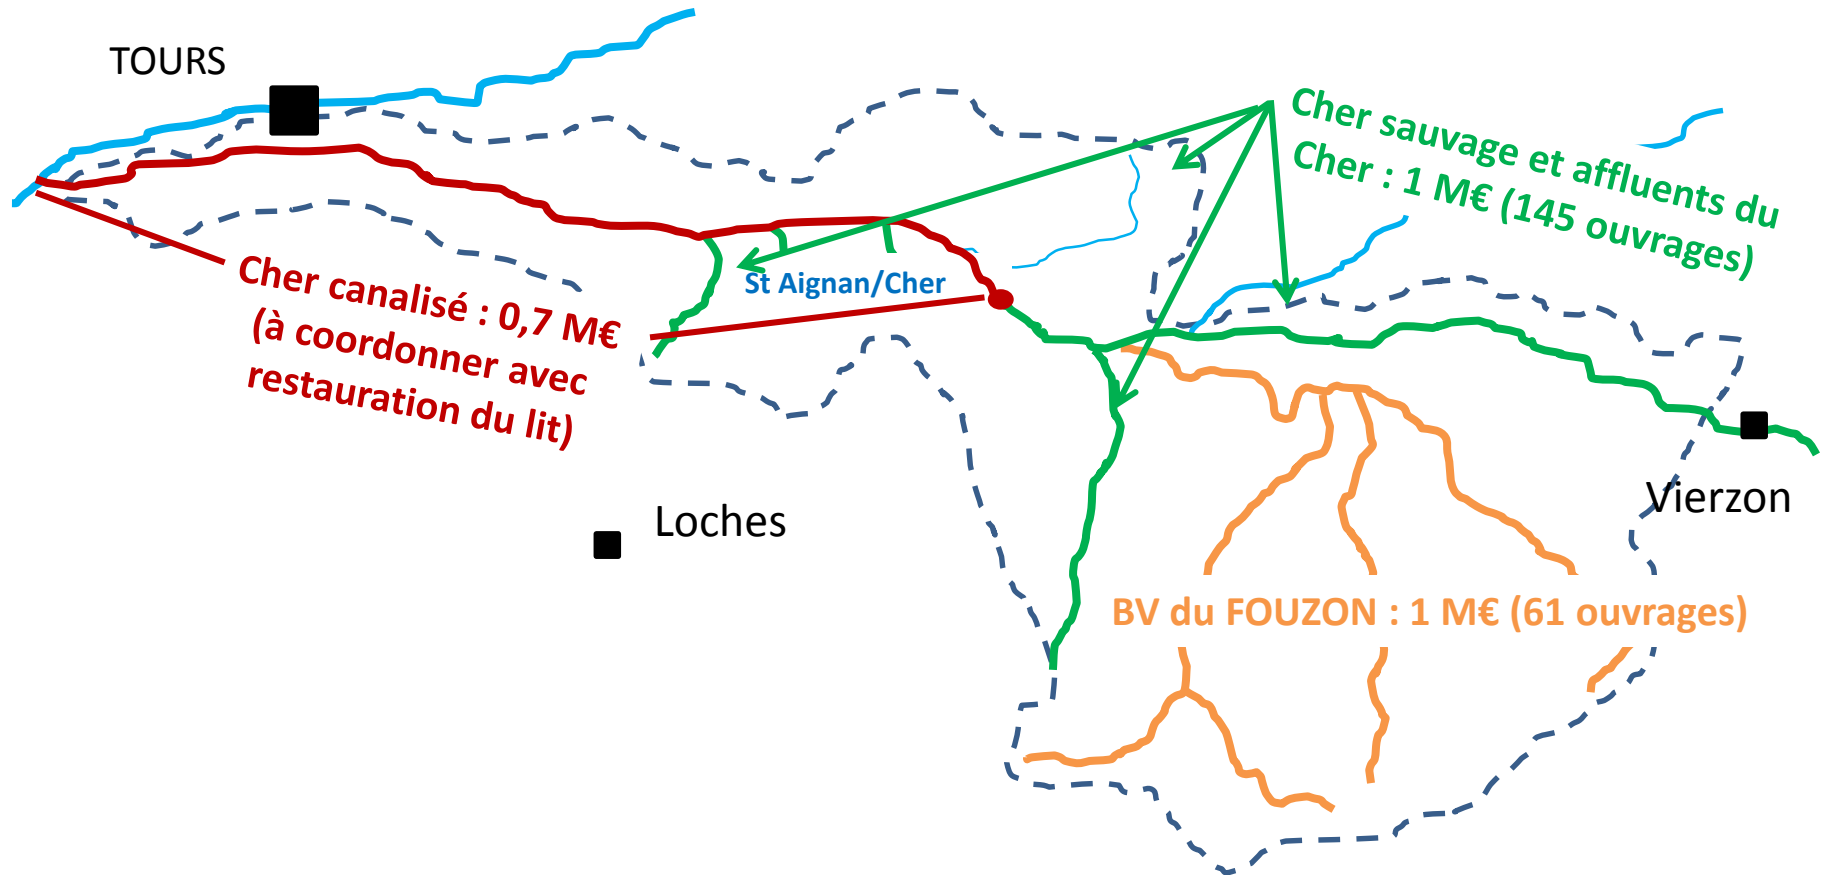 TOURS
Cher sauvage et affluents du
Cher : 1 M€ (145 ouvrages)
St Aignan/Cher
Cher canalisé : 0,7 M€
(à coordonner avec
restauration du lit)
Vierzon
Loches
BV du FOUZON : 1 M€ (61 ouvrages)